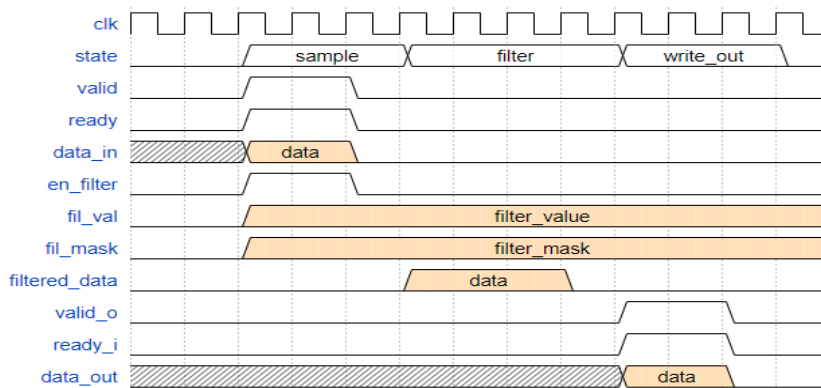 clk
state sample filter write_out
valid
ready
data_in data
en_filter
fil_val filter_value
fil_mask filter_mask
filtered_data data
valid_o
ready_i
data_out data